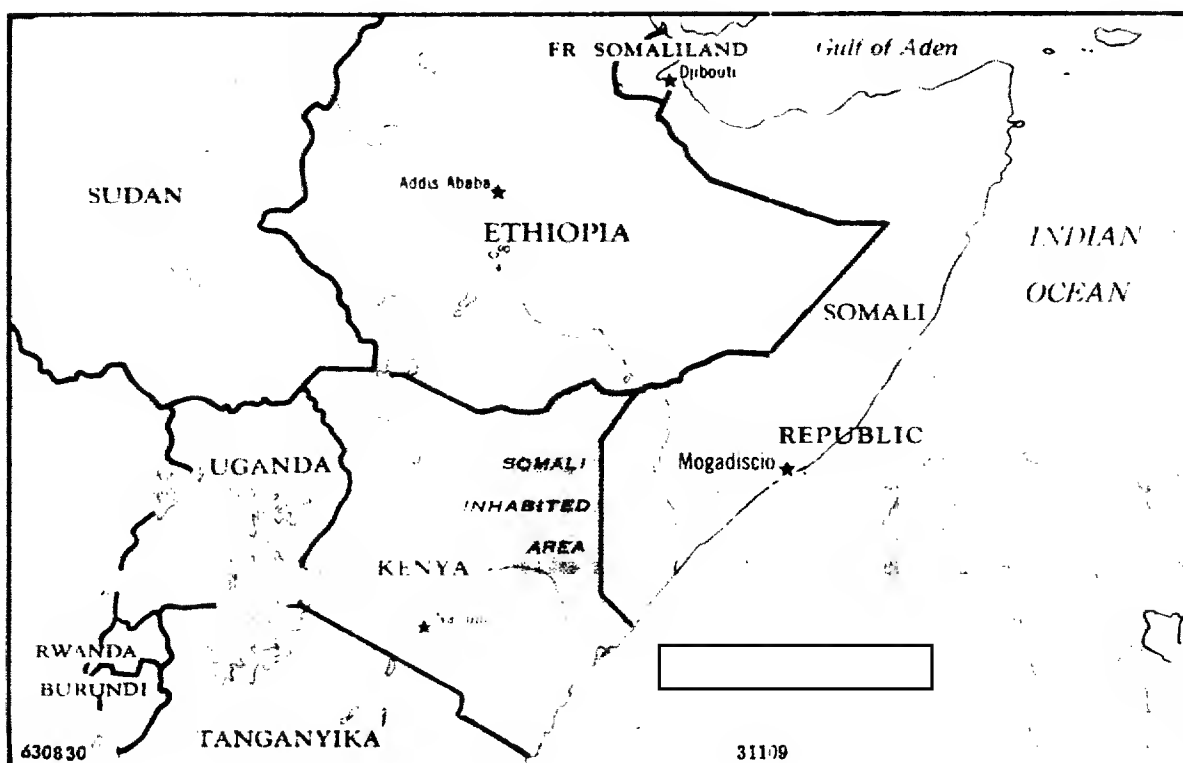 FR SOMALILAND
Gulf of Aden
Djibouti
Addis Ababa
SUDAN
ETHIOPIA
INDIAN
OCEAN
SOMALI
REPUBLIC
Mogadiscio
UGANDA
SOMALI
INHABITED
AREA
KENYA
RWANDA
BURUNDI
TANGANYIKA
630830
31109